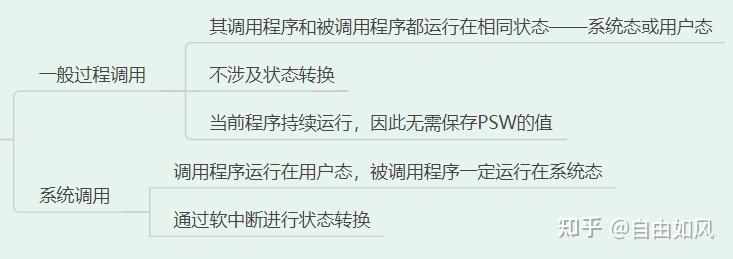 其调用程序和被调用程序都运行在相同状态——系统态或用户态
一般过程调用
不涉及状态转换
当前程序持续运行，因此无需保存PSW的值
调用程序运行在用户态，被调用程序一定运行在系统态
系统调用
通过软中断进行状态转换
知乎 @自由如风